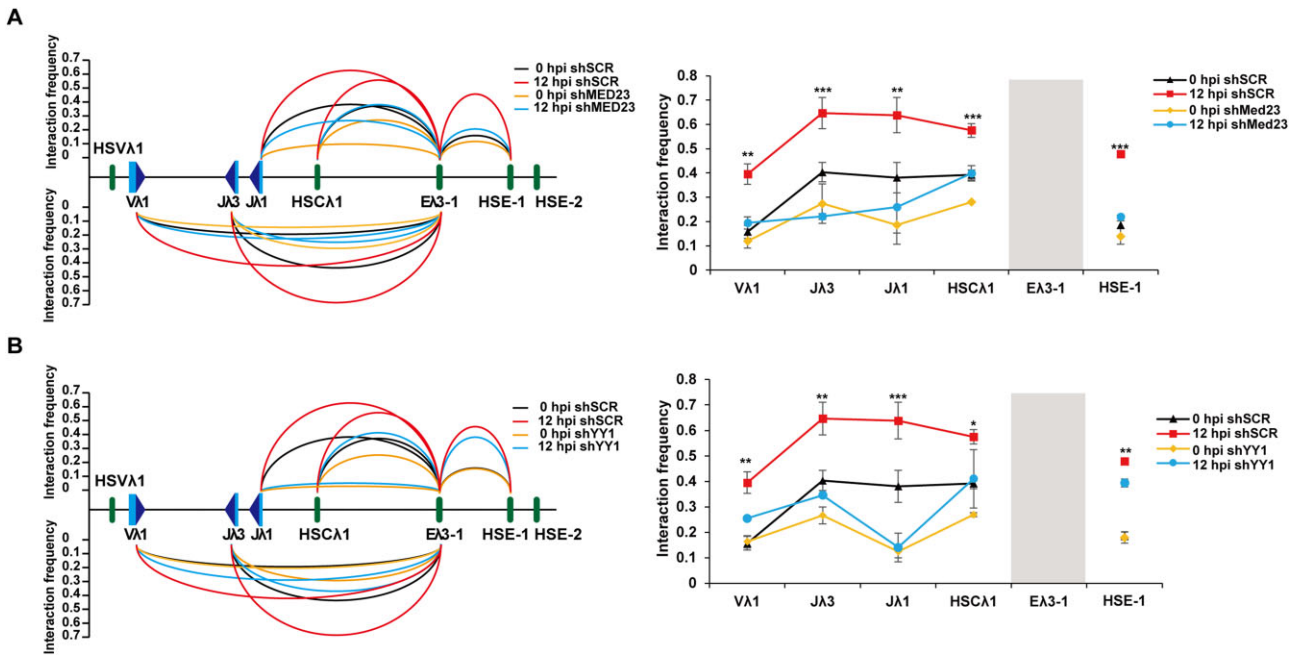 A
Interaction frequency
0.7
0.6
0.5
0.4
0.3
0.2
0.1
0
0 hpi shSCR
12 hpi shSCR
0 hpi shMED23
12 hpi shMED23
HSVλ1
Vλ1
Jλ3
Jλ1
HSCλ1
Eλ3-1
HSE-1
HSE-2
Interaction frequency
0
0.1
0.2
0.3
0.4
0.5
0.6
0.7
Interaction frequency
0.8
0.7
0.6
0.5
0.4
0.3
0.2
0.1
0
**
***
**
***
***
Vλ1
Jλ3
Jλ1
HSCλ1
Eλ3-1
HSE-1
0 hpi shSCR
12 hpi shSCR
0 hpi shMed23
12 hpi shMed23
B
Interaction frequency
0.7
0.6
0.5
0.4
0.3
0.2
0.1
0
0 hpi shSCR
12 hpi shSCR
0 hpi shYY1
12 hpi shYY1
HSVλ1
Vλ1
Jλ3
Jλ1
HSCλ1
Eλ3-1
HSE-1
HSE-2
Interaction frequency
0
0.1
0.2
0.3
0.4
0.5
0.6
0.7
Interaction frequency
0.8
0.7
0.6
0.5
0.4
0.3
0.2
0.1
0
**
**
***
*
**
Vλ1
Jλ3
Jλ1
HSCλ1
Eλ3-1
HSE-1
0 hpi shSCR
12 hpi shSCR
0 hpi shYY1
12 hpi shYY1